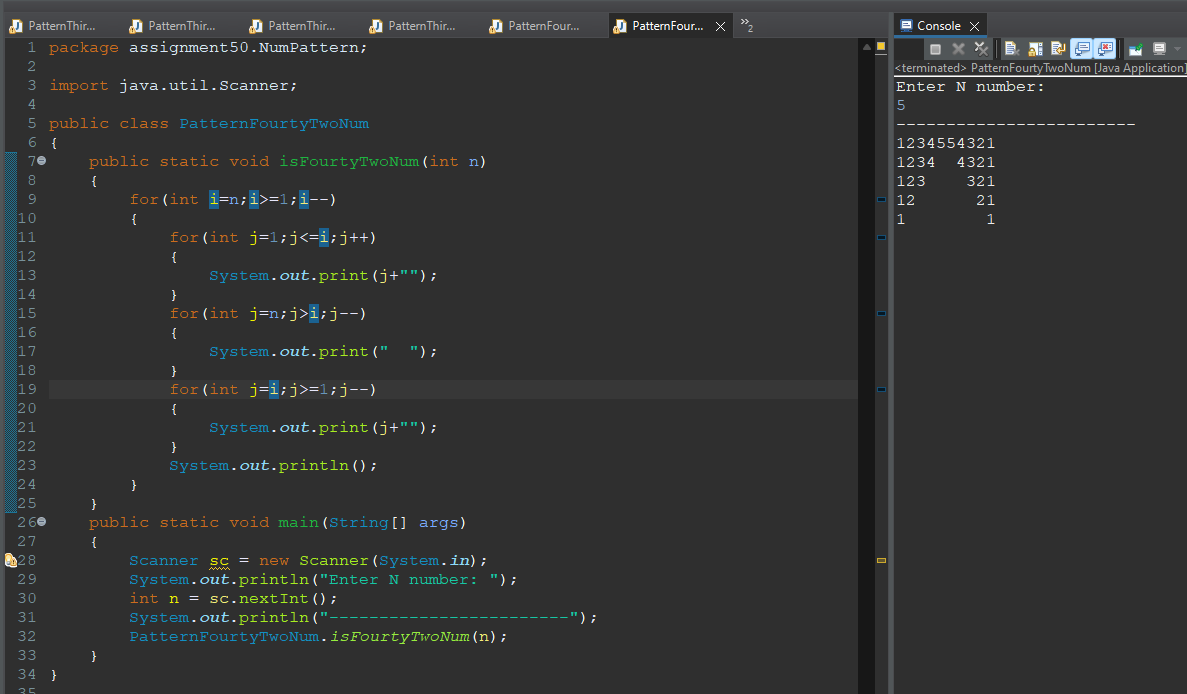 PatternThir... PatternThir... PatternThir... PatternThir... PatternFour... PatternFour... »2
1 package assignment50.NumPattern;
2
3 import java.util.Scanner;
4
5 public class PatternFourtyTwoNum
6 {
7     public static void isFourtyTwoNum(int n)
8     {
9         for(int i=n;i>=1;i--)
10         {
11             for(int j=1;j<=i;j++)
12             {
13                 System.out.print(j+"");
14             }
15             for(int j=n;j>i;j--)
16             {
17                 System.out.print("  ");
18             }
19             for(int j=i;j>=1;j--)
20             {
21                 System.out.print(j+"");
22             }
23             System.out.println();
24         }
25     }
26     public static void main(String[] args)
27     {
28         Scanner sc = new Scanner(System.in);
29         System.out.println("Enter N number: ");
30         int n = sc.nextInt();
31         System.out.println("------------------------");
32         PatternFourtyTwoNum.isFourtyTwoNum(n);
33     }
34 }
35
Console
<terminated> PatternFourtyTwoNum [Java Application]
Enter N number:
5
------------------------
1234554321
1234  4321
123    321
12      21
1        1